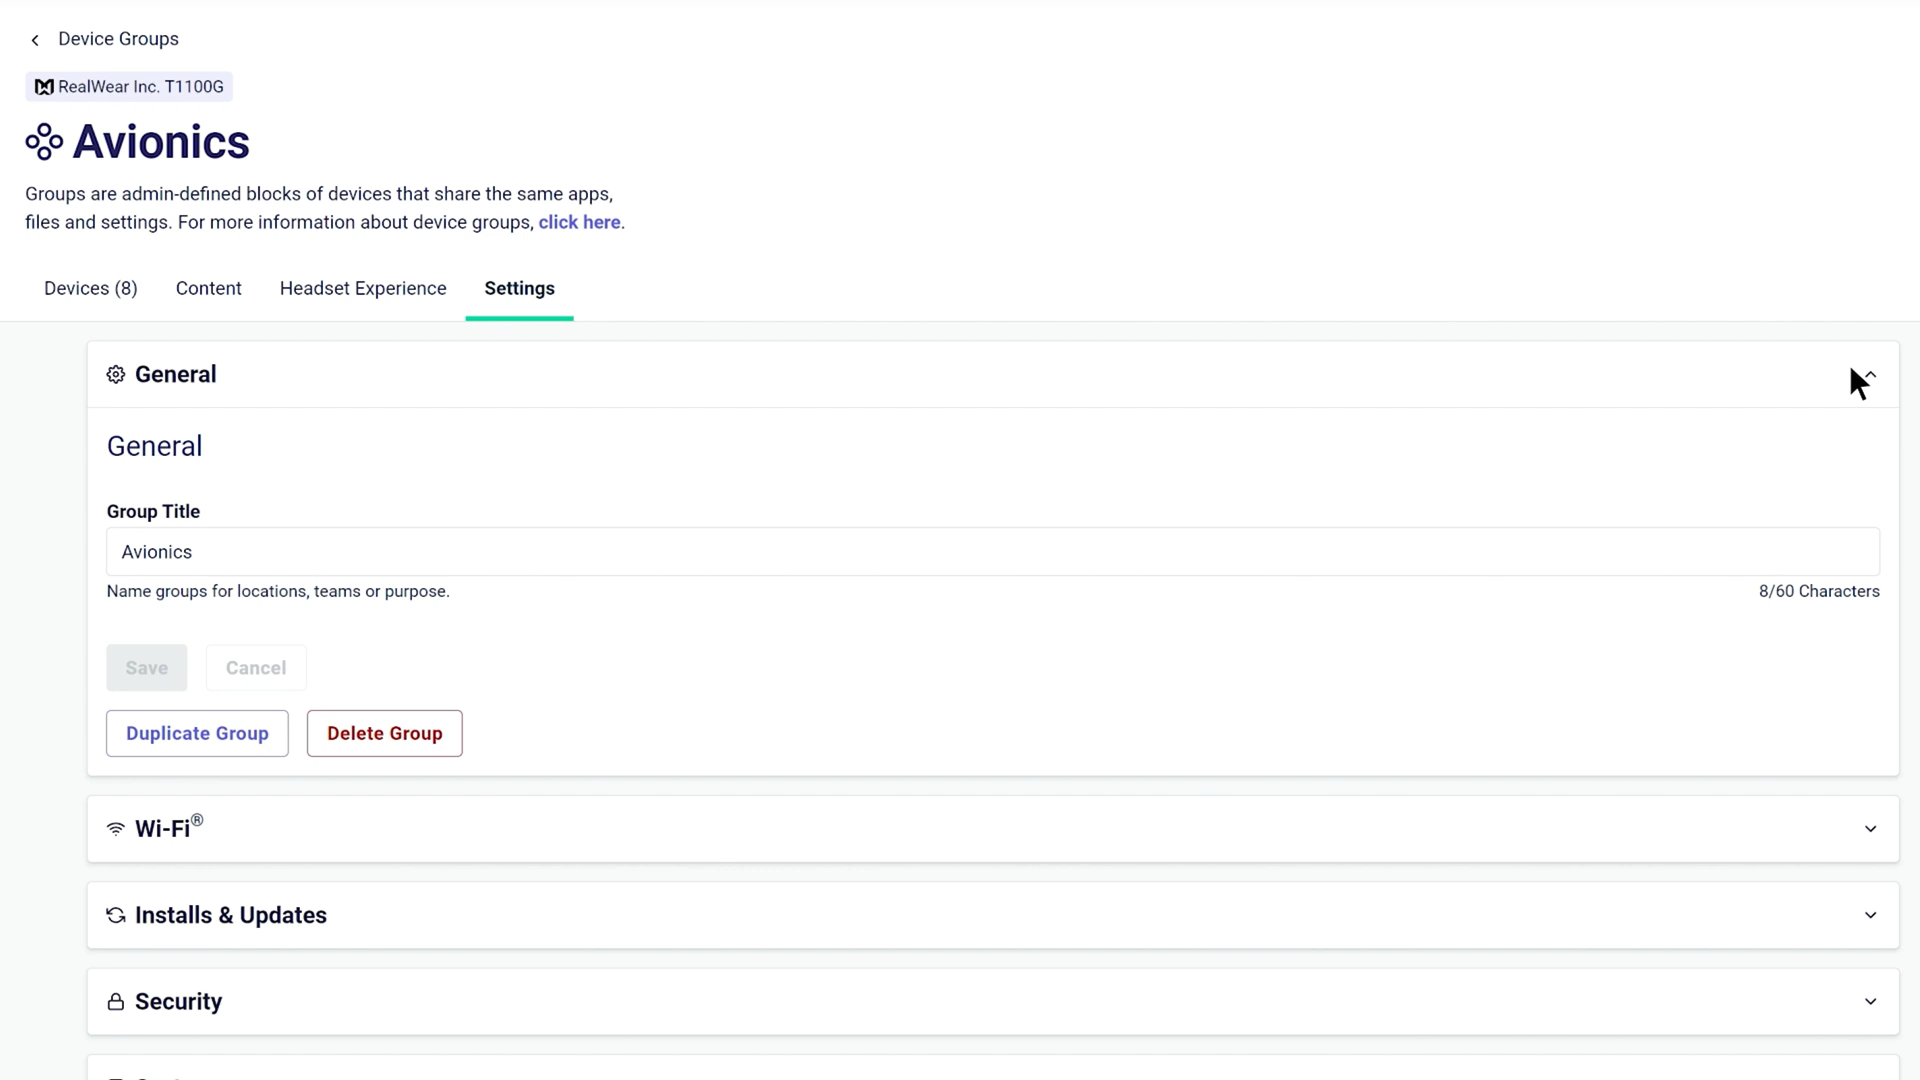 Device Groups
RealWear Inc. T1100G
Avionics
Groups are admin-defined blocks of devices that share the same apps,
files and settings. For more information about device groups, click here.
Devices (8) Content Headset Experience Settings
General
General
Group Title
Avionics
Name groups for locations, teams or purpose. 8/60 Characters
Save Cancel
Duplicate Group Delete Group
Wi-Fi®
Installs & Updates
Security